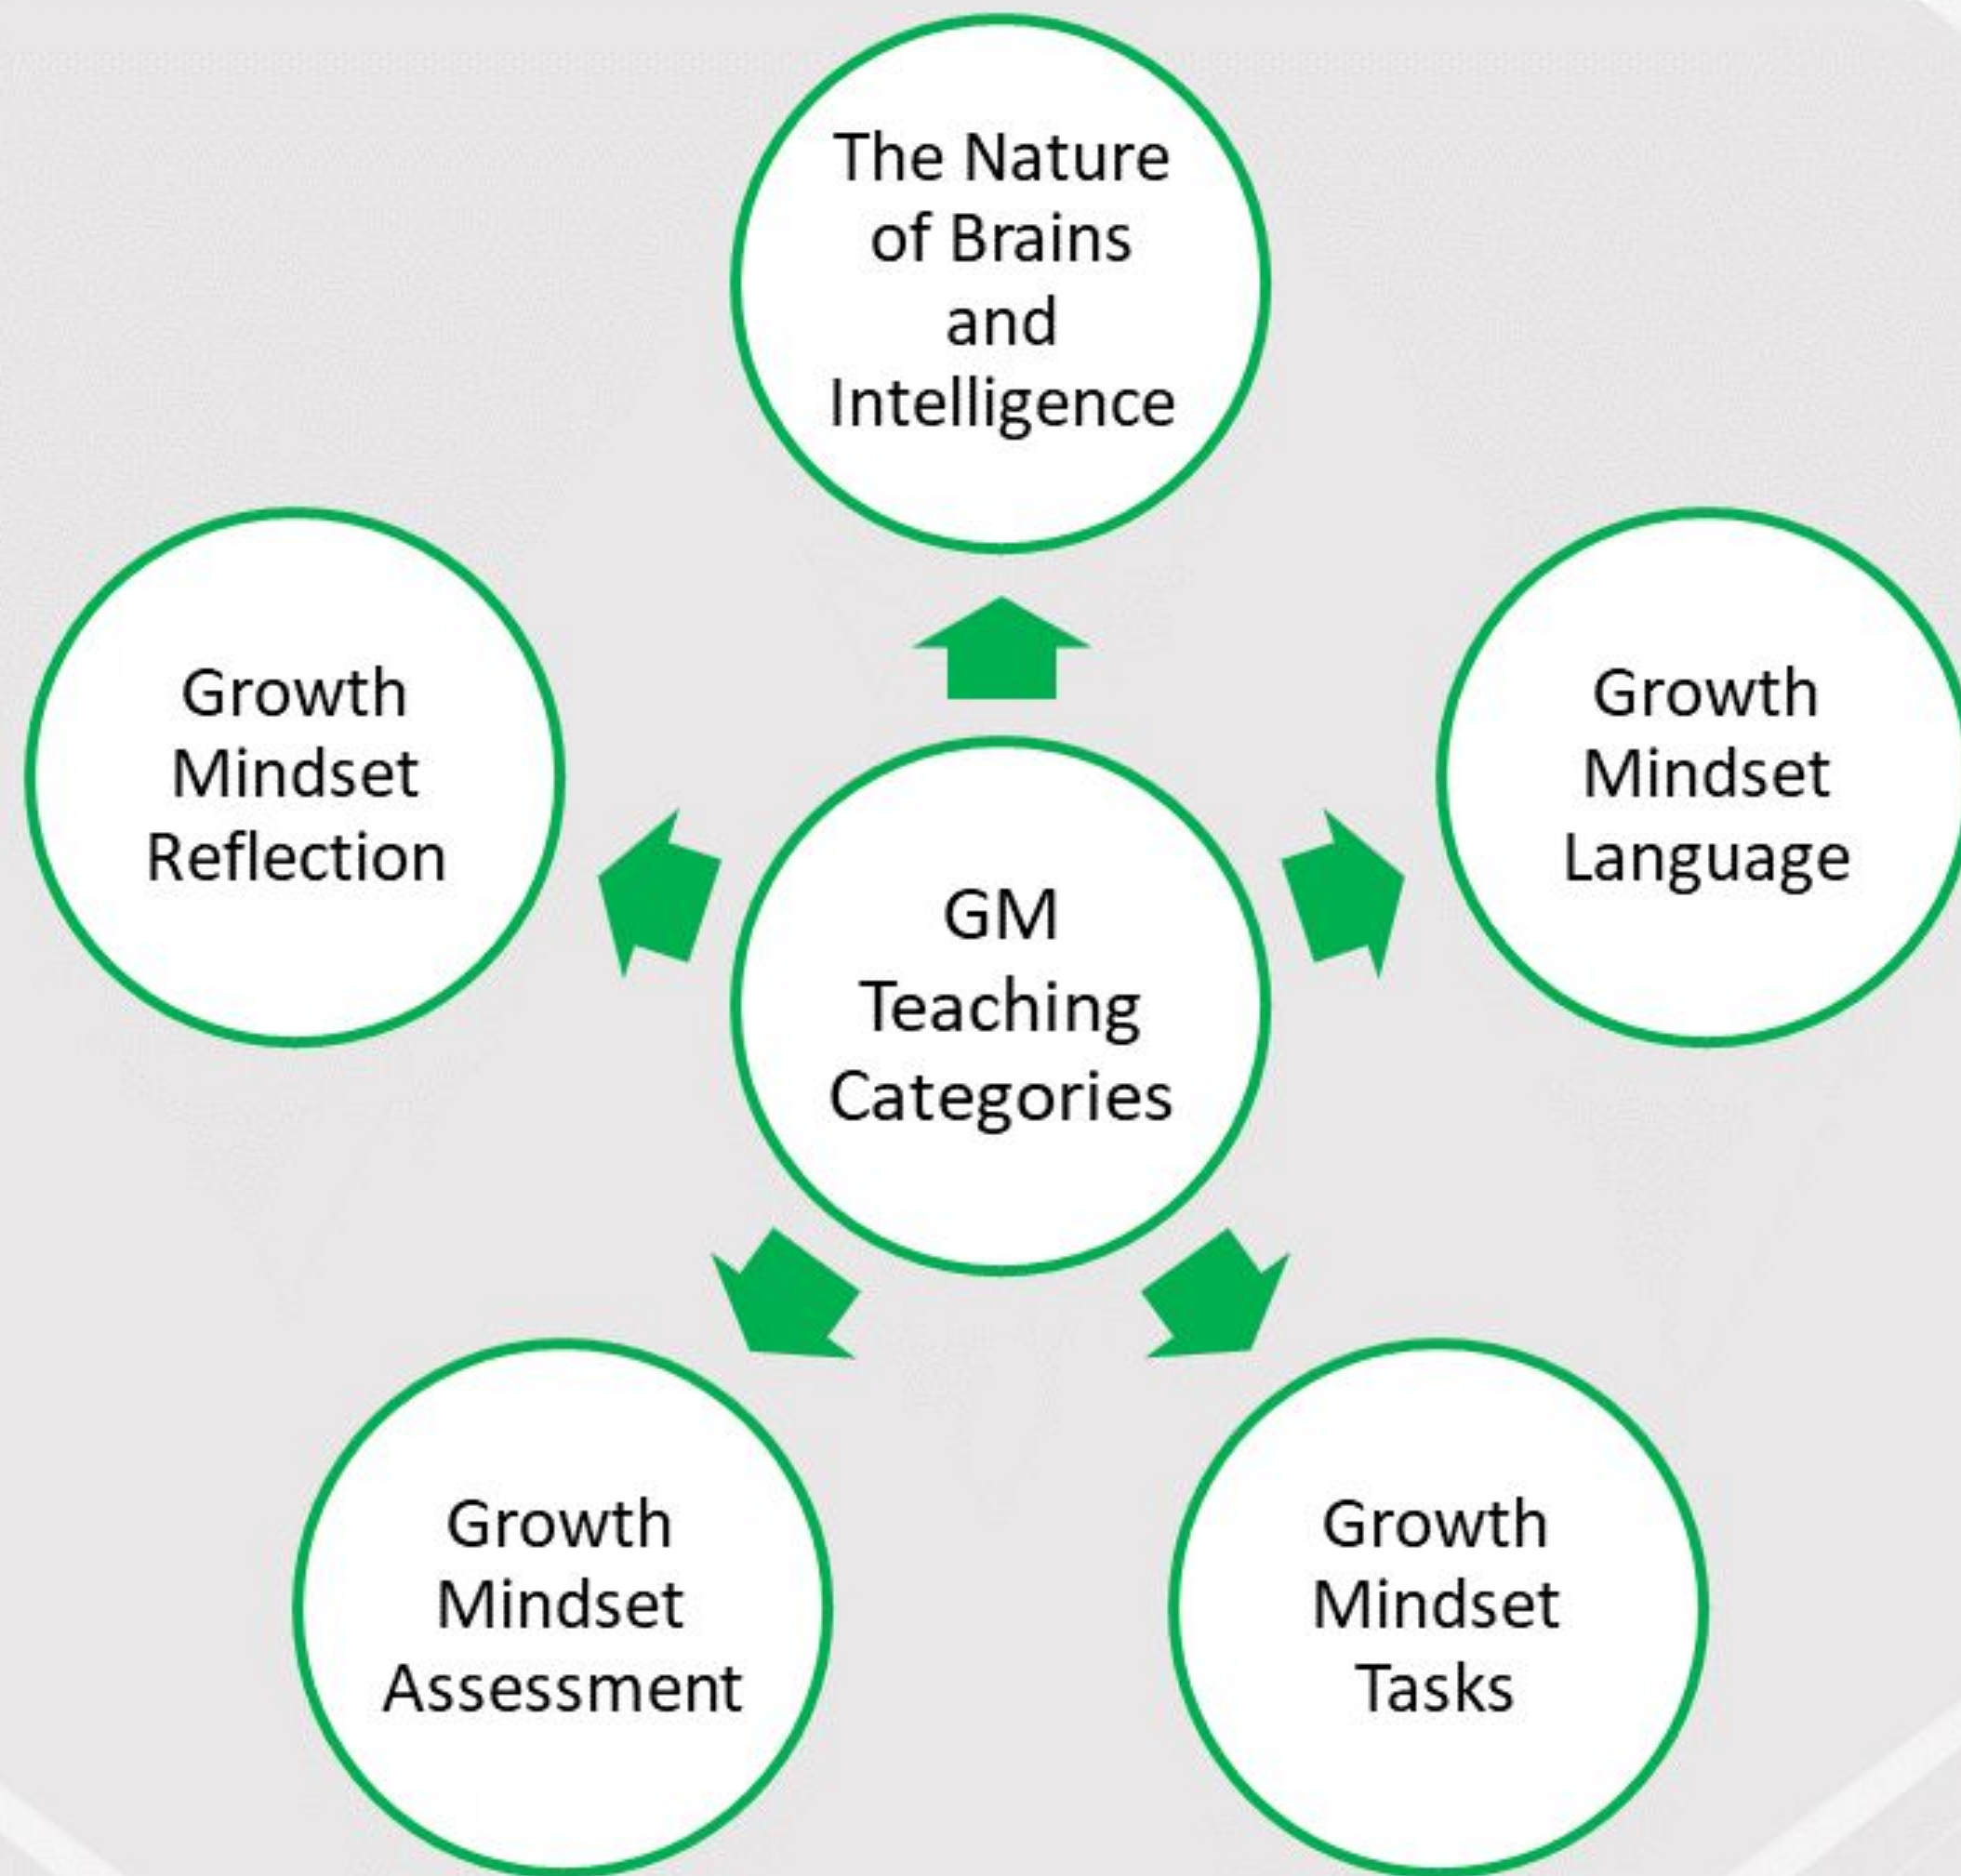 The Nature
of Brains
and
Intelligence
Growth
Mindset
Reflection
Growth
Mindset
Language
GM
Teaching
Categories
Growth
Mindset
Assessment
Growth
Mindset
Tasks